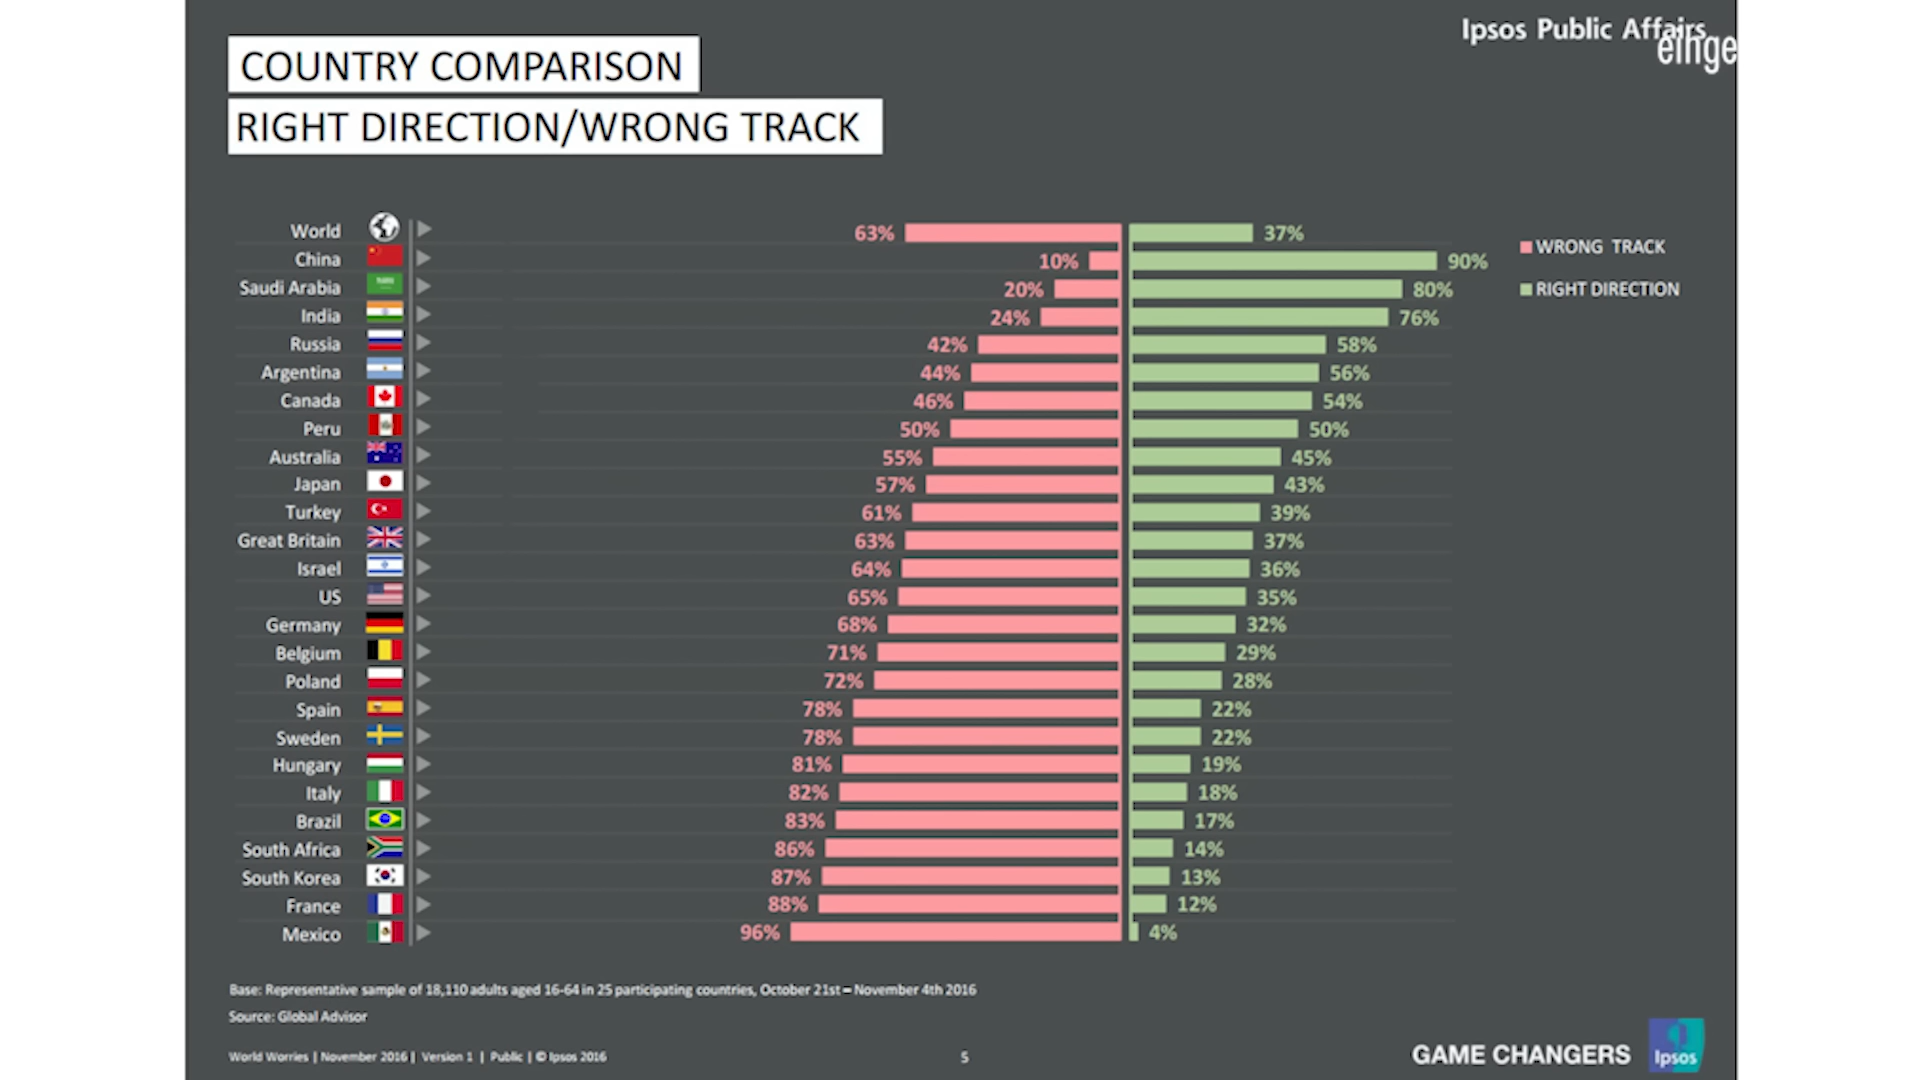 Ipsos Public Affairs
einge
COUNTRY COMPARISON
RIGHT DIRECTION/WRONG TRACK
World 63% 37%
China 10% 90%
Saudi Arabia 20% 80%
India 24% 76%
Russia 42% 58%
Argentina 44% 56%
Canada 46% 54%
Peru 50% 50%
Australia 55% 45%
Japan 57% 43%
Turkey 61% 39%
Great Britain 63% 37%
Israel 64% 36%
US 65% 35%
Germany 68% 32%
Belgium 71% 29%
Poland 72% 28%
Spain 78% 22%
Sweden 78% 22%
Hungary 81% 19%
Italy 82% 18%
Brazil 83% 17%
South Africa 86% 14%
South Korea 87% 13%
France 88% 12%
Mexico 96% 4%
WRONG TRACK
RIGHT DIRECTION
Base: Representative sample of 18,110 adults aged 16-64 in 25 participating countries, October 21st – November 4th 2016
Source: Global Advisor
World Worries | November 2016 | Version 1 | Public | © Ipsos 2016
5
GAME CHANGERS
Ipsos